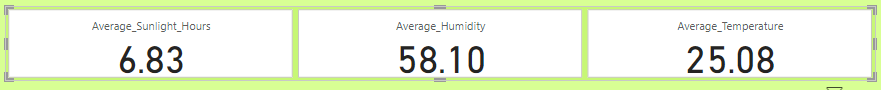 Average_Sunlight_Hours
6.83
Average_Humidity
58.10
Average_Temperature
25.08